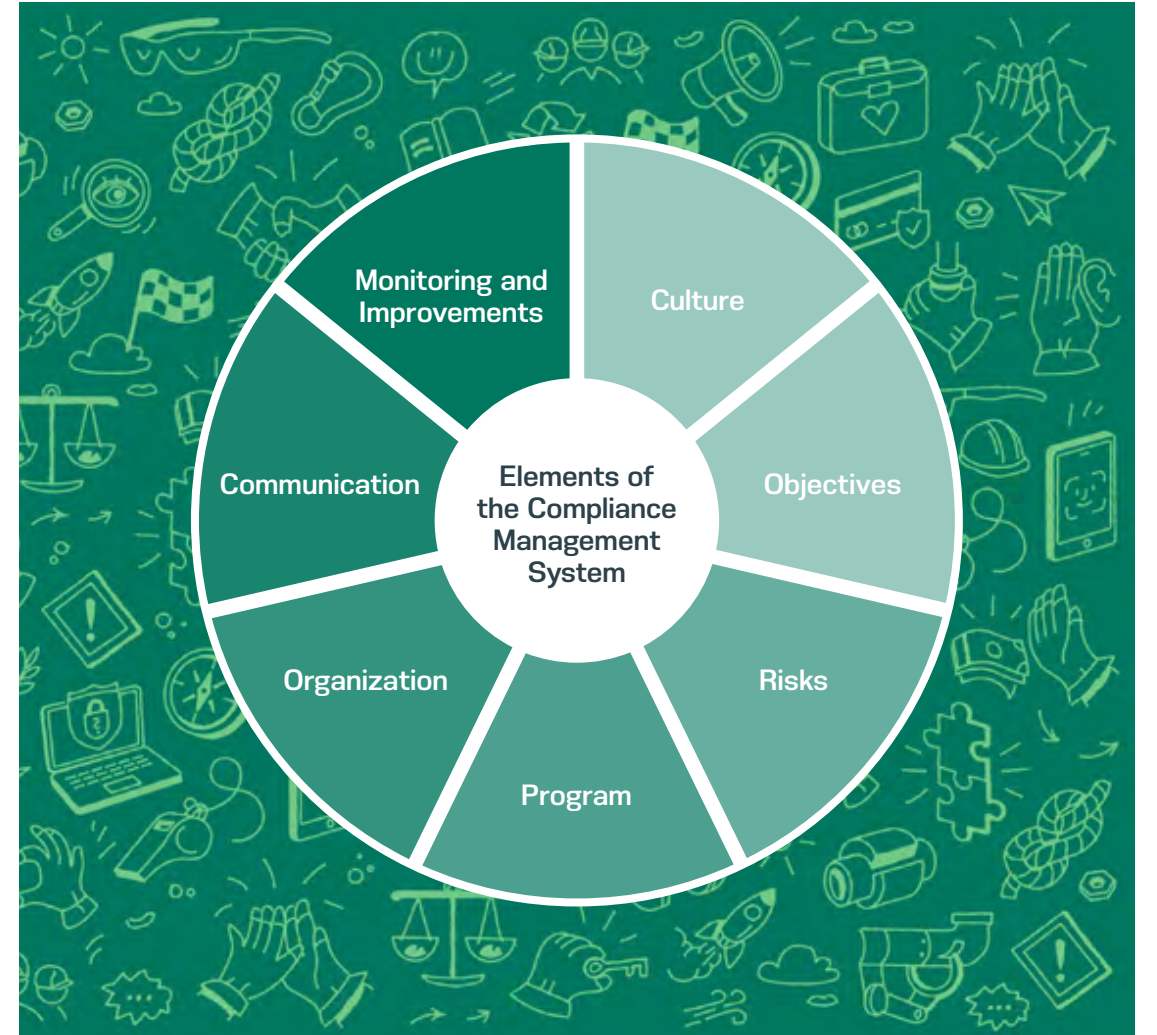 Elements of
the Compliance
Management
System
Culture
Objectives
Risks
Program
Organization
Communication
Monitoring and
Improvements